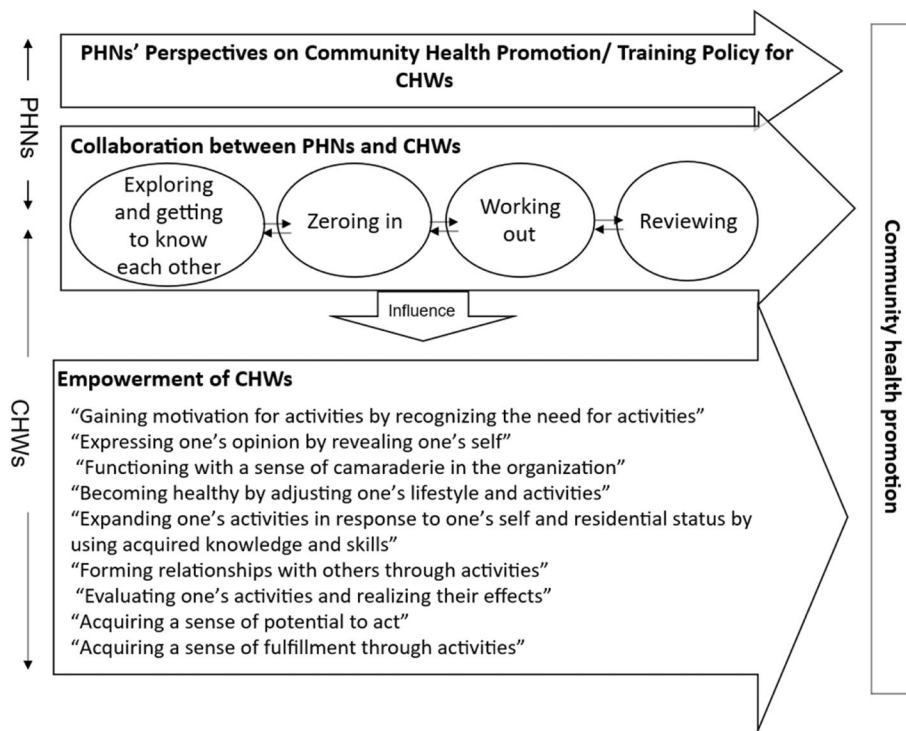 PHNs’ Perspectives on Community Health Promotion/ Training Policy for
CHWs
PHNs
Collaboration between PHNs and CHWs
Exploring
and getting
to know
each other
Zeroing in
Working
out
Reviewing
Influence
CHWs
Empowerment of CHWs
“Gaining motivation for activities by recognizing the need for activities”
“Expressing one’s opinion by revealing one’s self”
“Functioning with a sense of camaraderie in the organization”
“Becoming healthy by adjusting one’s lifestyle and activities”
“Expanding one’s activities in response to one’s self and residential status by
using acquired knowledge and skills”
“Forming relationships with others through activities”
“Evaluating one’s activities and realizing their effects”
“Acquiring a sense of potential to act”
“Acquiring a sense of fulfillment through activities”
Community health promotion